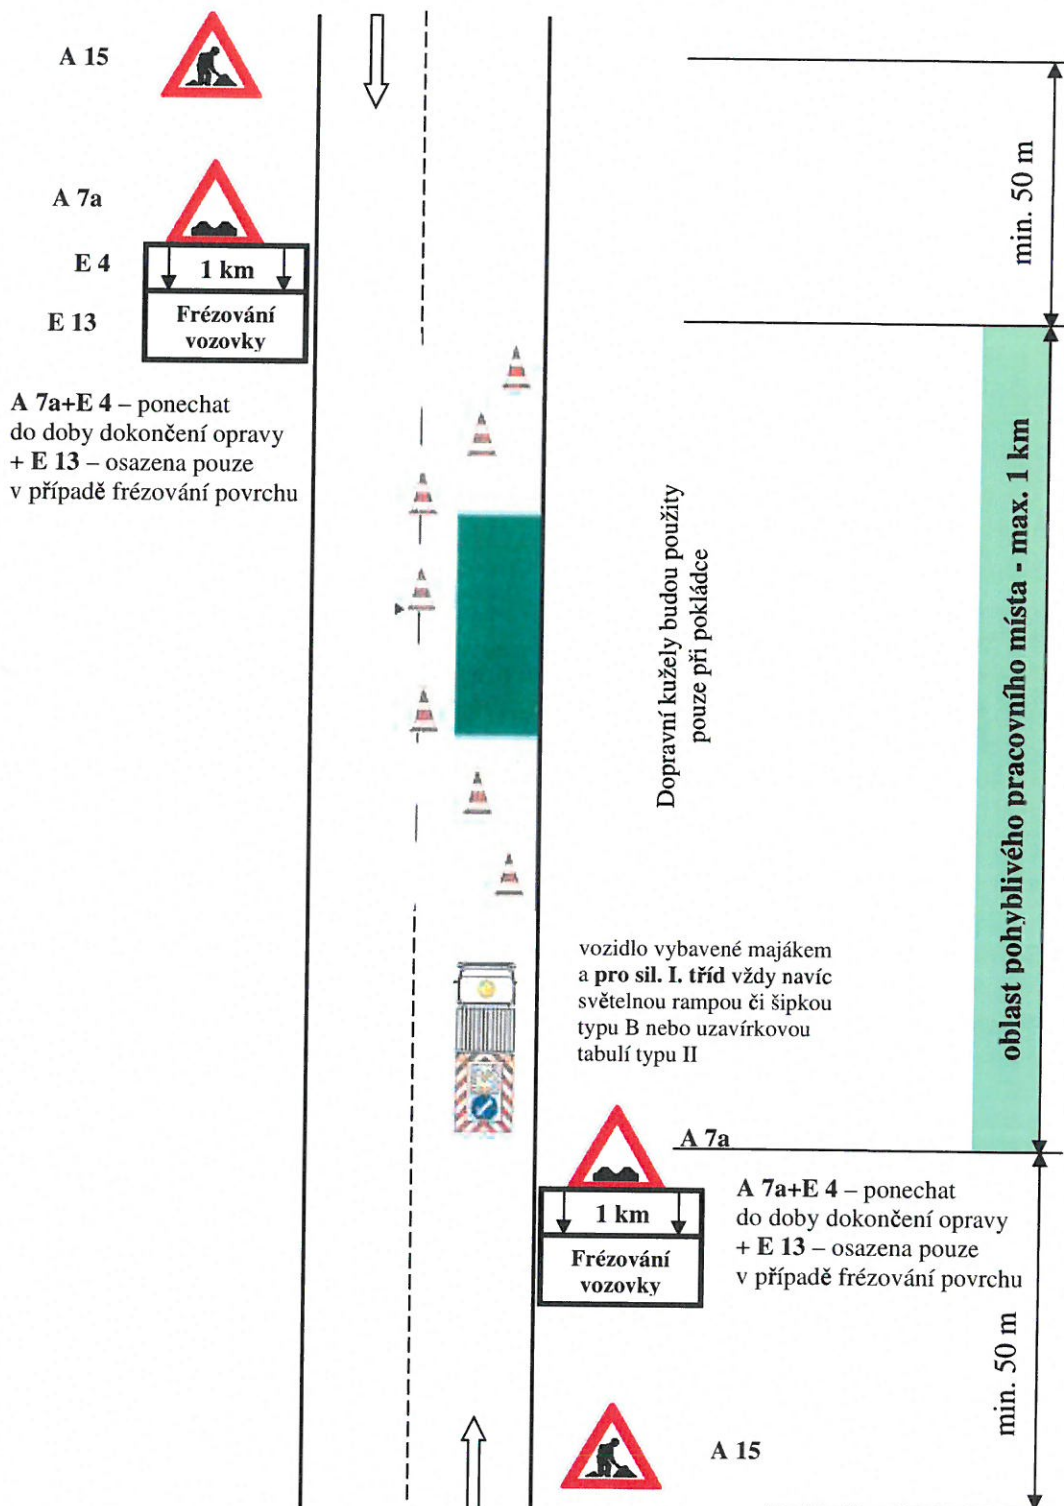 A 15
A 7a
E 4
1 km
E 13
Frézování
vozovky
A 7a+E 4 – ponechat
do doby dokončení opravy
+ E 13 – osazena pouze
v případě frézování povrchu
min. 50 m
oblast pohyblivého pracovního místa - max. 1 km
Dopravní kužely budou použity
pouze při pokládce
vozidlo vybavené majákem
a pro sil. I. tříd vždy navíc
světelnou rampou či šipkou
typu B nebo uzavírkovou
tabulí typu II
A 7a
1 km
Frézování
vozovky
A 7a+E 4 – ponechat
do doby dokončení opravy
+ E 13 – osazena pouze
v případě frézování povrchu
min. 50 m
A 15